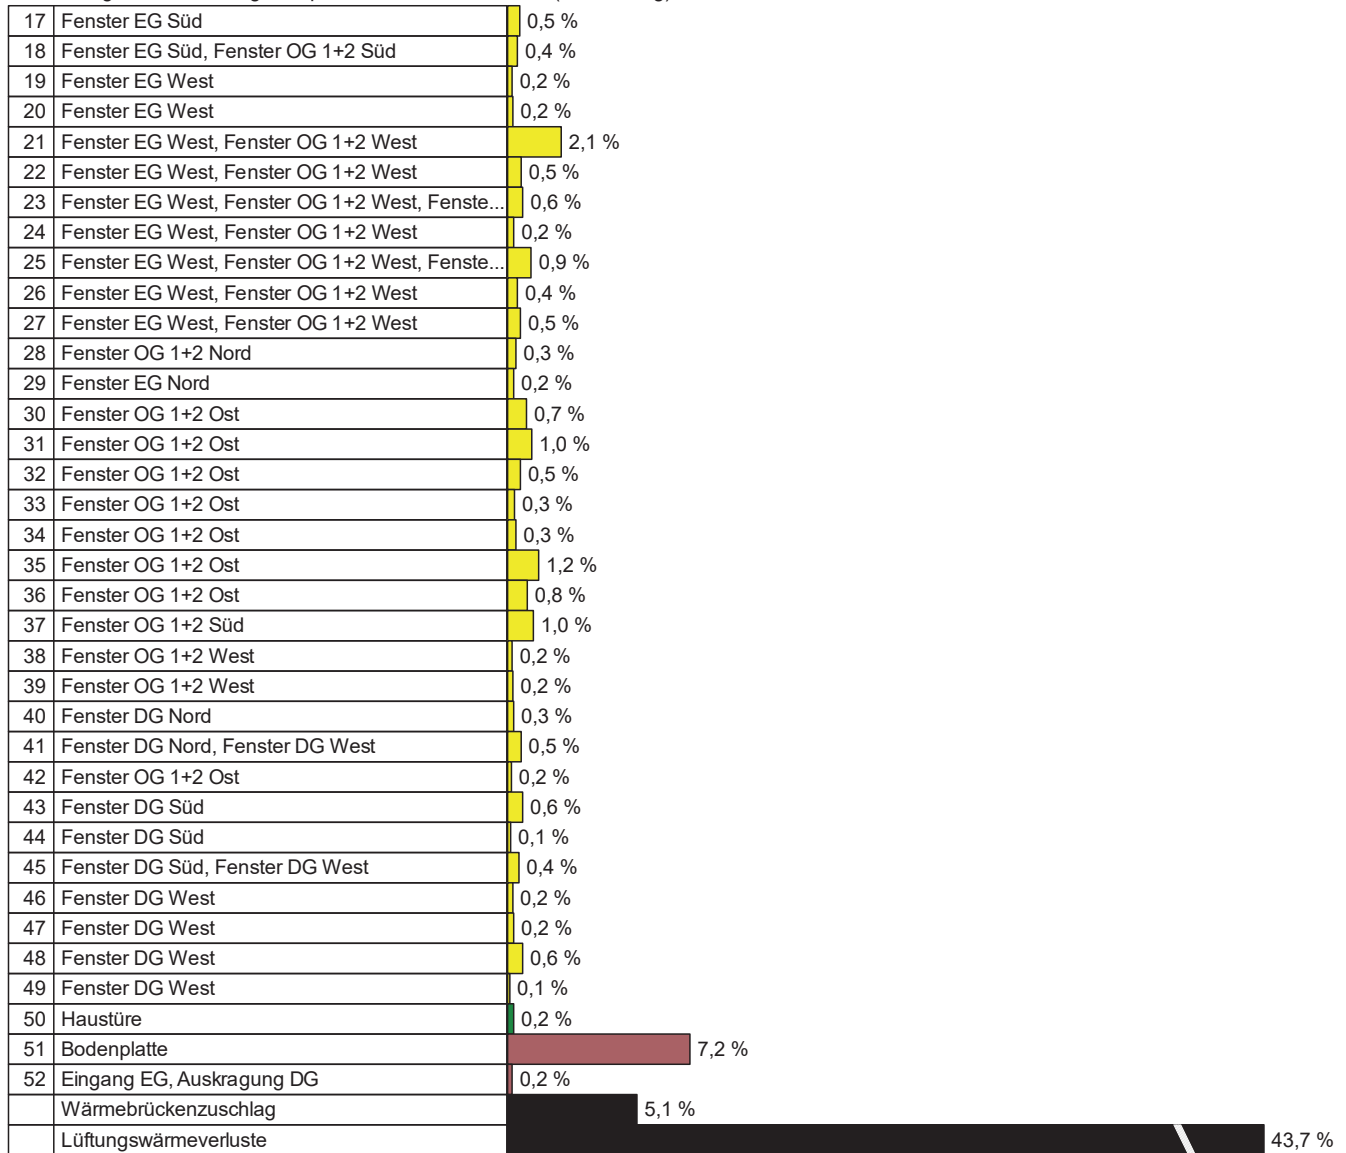 17 Fenster EG Süd 0,5 %
18 Fenster EG Süd, Fenster OG 1+2 Süd 0,4 %
19 Fenster EG West 0,2 %
20 Fenster EG West 0,2 %
21 Fenster EG West, Fenster OG 1+2 West 2,1 %
22 Fenster EG West, Fenster OG 1+2 West 0,5 %
23 Fenster EG West, Fenster OG 1+2 West, Fenste... 0,6 %
24 Fenster EG West, Fenster OG 1+2 West 0,2 %
25 Fenster EG West, Fenster OG 1+2 West, Fenste... 0,9 %
26 Fenster EG West, Fenster OG 1+2 West 0,4 %
27 Fenster EG West, Fenster OG 1+2 West 0,5 %
28 Fenster OG 1+2 Nord 0,3 %
29 Fenster EG Nord 0,2 %
30 Fenster OG 1+2 Ost 0,7 %
31 Fenster OG 1+2 Ost 1,0 %
32 Fenster OG 1+2 Ost 0,5 %
33 Fenster OG 1+2 Ost 0,3 %
34 Fenster OG 1+2 Ost 0,3 %
35 Fenster OG 1+2 Ost 1,2 %
36 Fenster OG 1+2 Ost 0,8 %
37 Fenster OG 1+2 Süd 1,0 %
38 Fenster OG 1+2 West 0,2 %
39 Fenster OG 1+2 West 0,2 %
40 Fenster DG Nord 0,3 %
41 Fenster DG Nord, Fenster DG West 0,5 %
42 Fenster OG 1+2 Ost 0,2 %
43 Fenster DG Süd 0,6 %
44 Fenster DG Süd 0,1 %
45 Fenster DG Süd, Fenster DG West 0,4 %
46 Fenster DG West 0,2 %
47 Fenster DG West 0,2 %
48 Fenster DG West 0,6 %
49 Fenster DG West 0,1 %
50 Haustüre 0,2 %
51 Bodenplatte 7,2 %
52 Eingang EG, Auskragung DG 0,2 %
Wärmebrückenzuschlag 5,1 %
Lüftungswärmeverluste 43,7 %